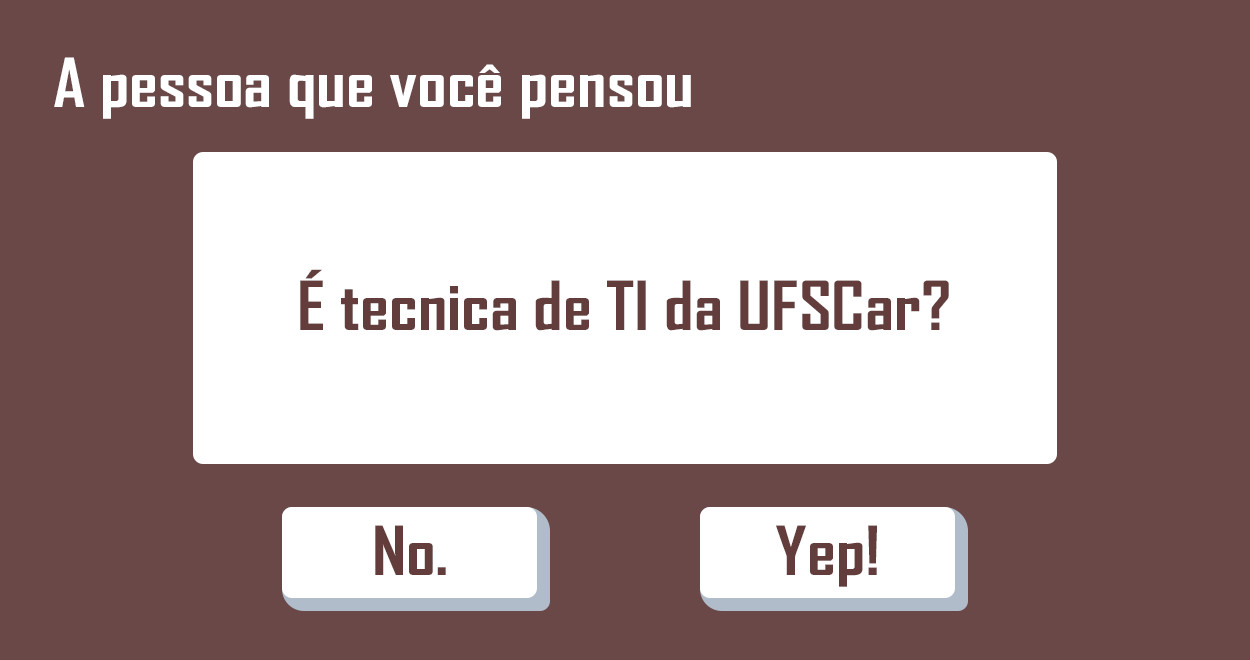 A pessoa que você pensou
É tecnica de TI da UFSCar?
No.
Yep!